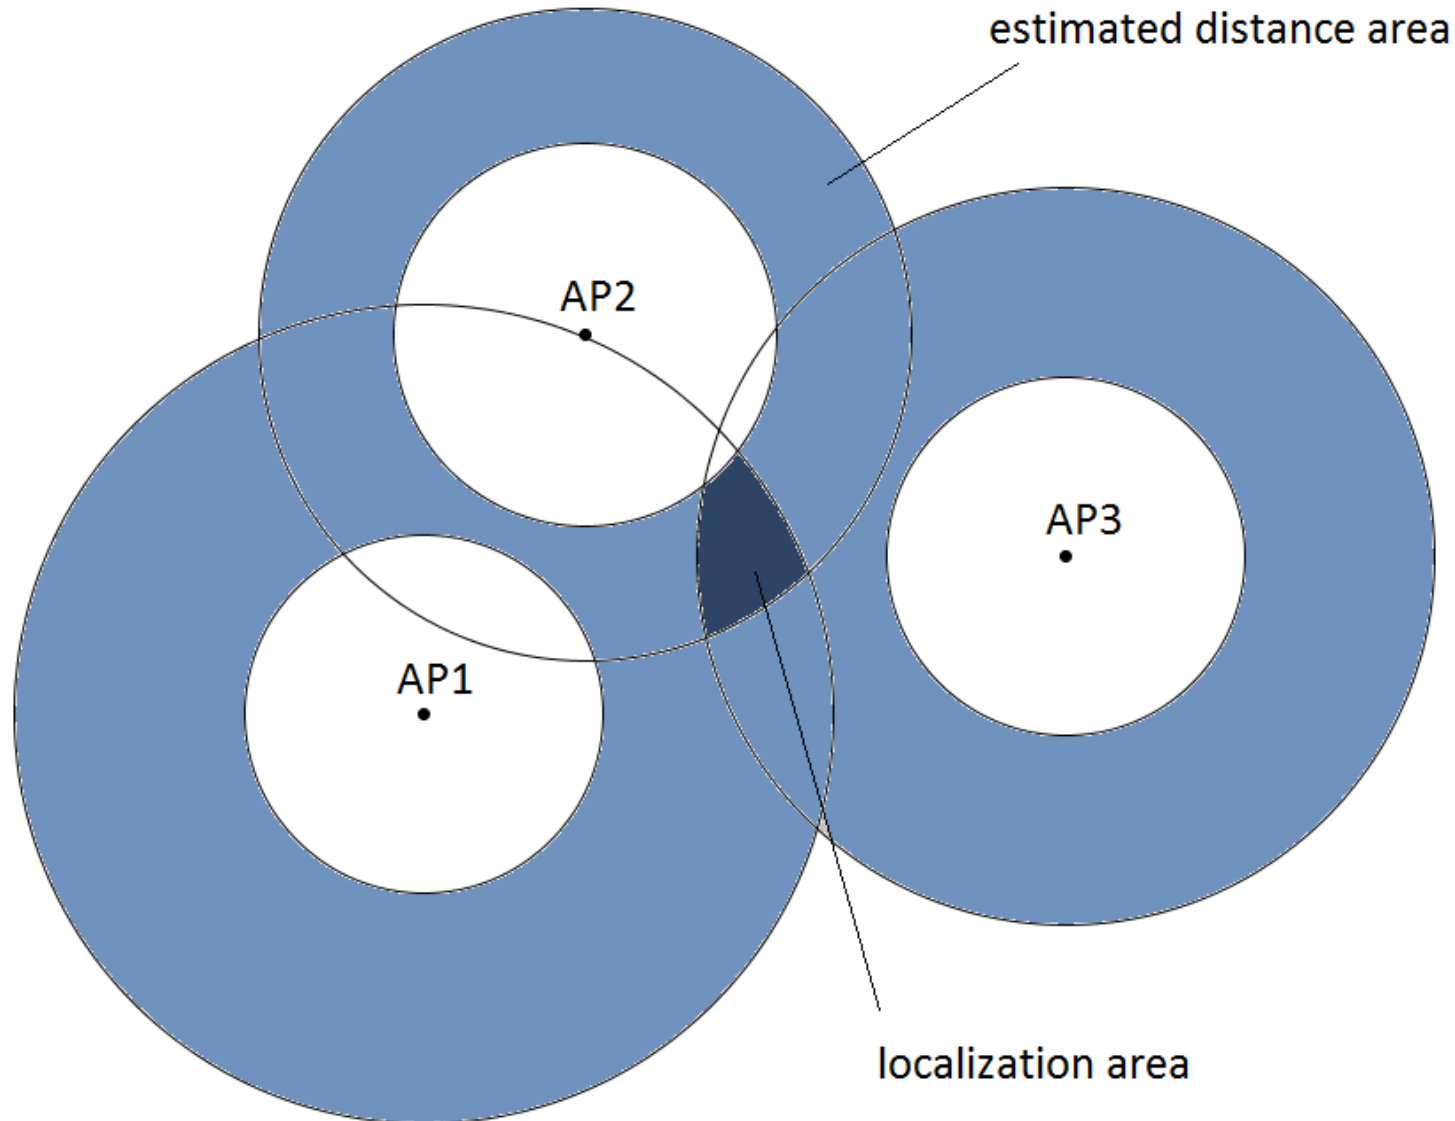 estimated distance area
AP2
AP3
AP1
localization area